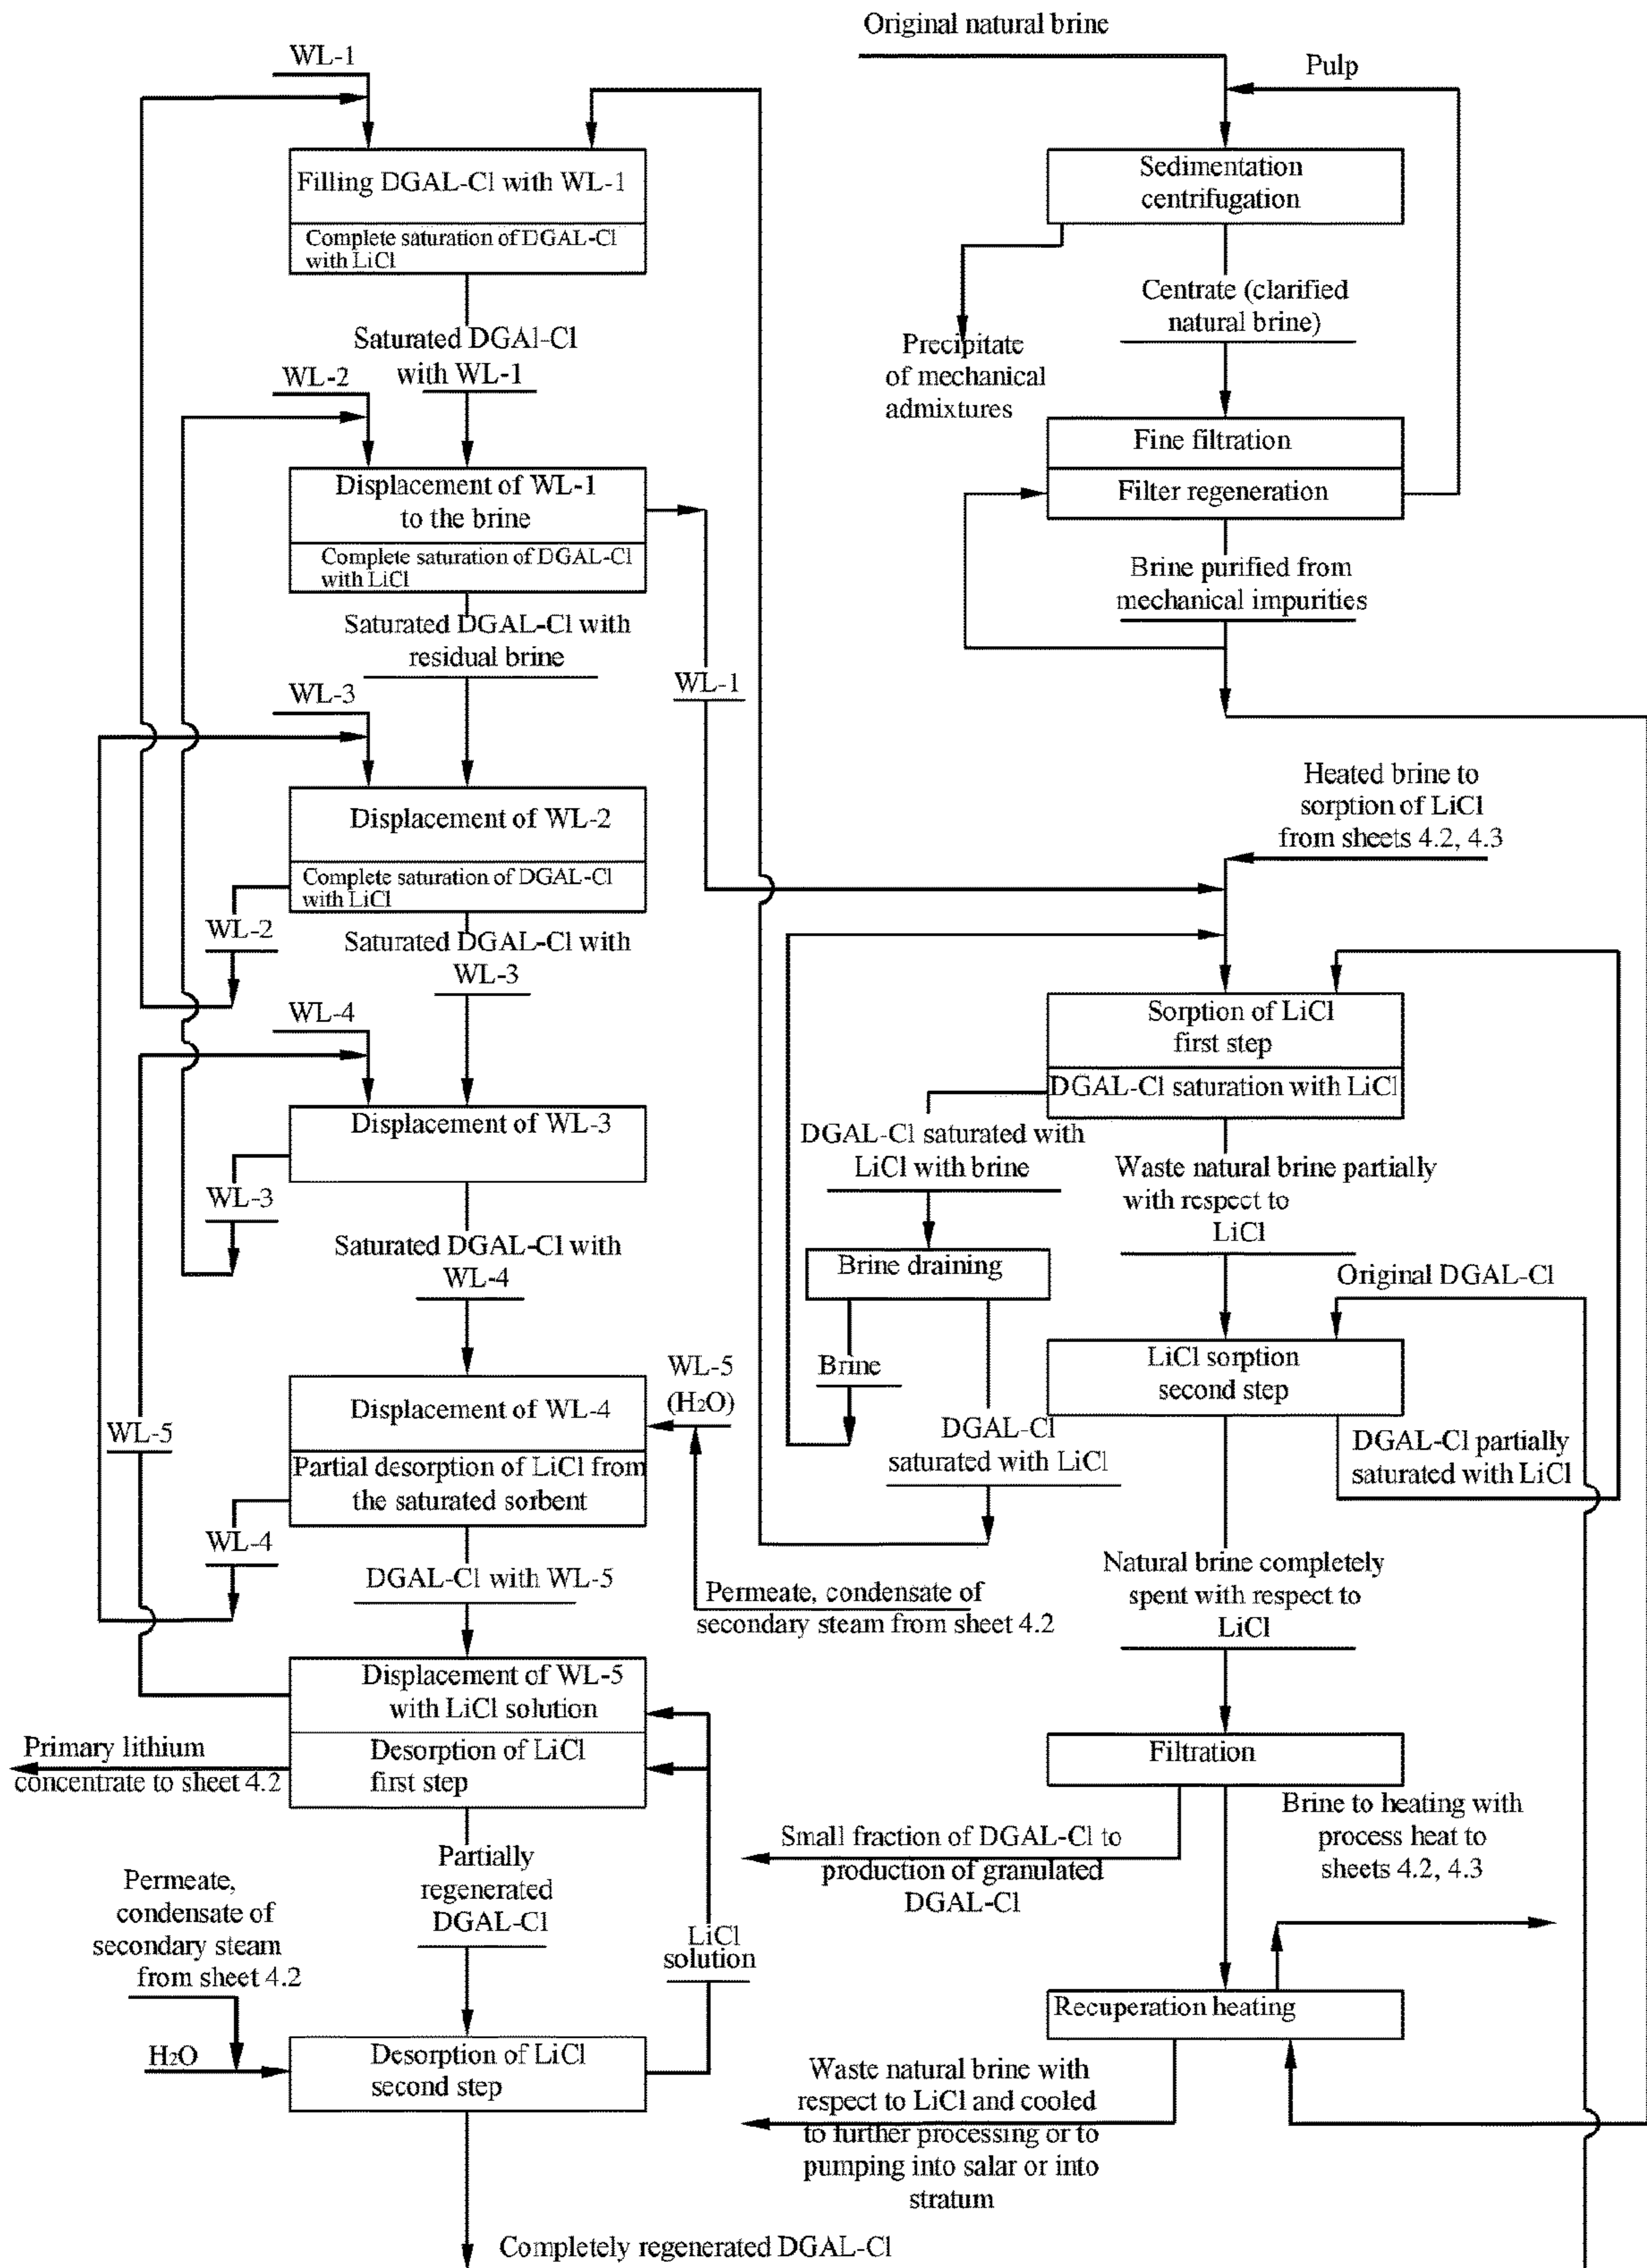 WL-1
Filling DGAL-Cl with WL-1
Complete saturation of DGAL-Cl
with LiCl
Saturated DGAl-Cl
with WL-1
WL-2
Displacement of WL-1
to the brine
Complete saturation of DGAL-Cl
with LiCl
Saturated DGAL-Cl with
residual brine
WL-1
WL-3
Displacement of WL-2
Complete saturation of DGAL-Cl
with LiCl
WL-2
Saturated DGAL-Cl with
WL-3
WL-4
Displacement of WL-3
WL-3
Saturated DGAL-Cl with
WL-4
WL-5
(H2O)
Displacement of WL-4
Partial desorption of LiCl from
the saturated sorbent
WL-5
WL-4
DGAL-Cl with WL-5
Permeate, condensate of
secondary steam from sheet 4.2
Displacement of WL-5
with LiCl solution
Desorption of LiCl
first step
Primary lithium
concentrate to sheet 4.2
Partially
regenerated
DGAL-Cl
LiCl
solution
Permeate,
condensate of
secondary steam
from sheet 4.2
H2O
Desorption of LiCl
second step
Completely regenerated DGAL-Cl
Original natural brine
Pulp
Sedimentation
centrifugation
Centrate (clarified
natural brine)
Precipitate
of mechanical
admixtures
Fine filtration
Filter regeneration
Brine purified from
mechanical impurities
Heated brine to
sorption of LiCl
from sheets 4.2, 4.3
Sorption of LiCl
first step
DGAL-Cl saturation with LiCl
DGAL-Cl saturated with
LiCl with brine
Waste natural brine partially
with respect to
LiCl
Brine draining
Original DGAL-Cl
LiCl sorption
second step
Brine
DGAL-Cl
saturated with LiCl
DGAL-Cl partially
saturated with LiCl
Natural brine completely
spent with respect to
LiCl
Filtration
Small fraction of DGAL-Cl to
production of granulated
DGAL-Cl
Brine to heating with
process heat to
sheets 4.2, 4.3
Recuperation heating
Waste natural brine with
respect to LiCl and cooled
to further processing or to
pumping into salar or into
stratum